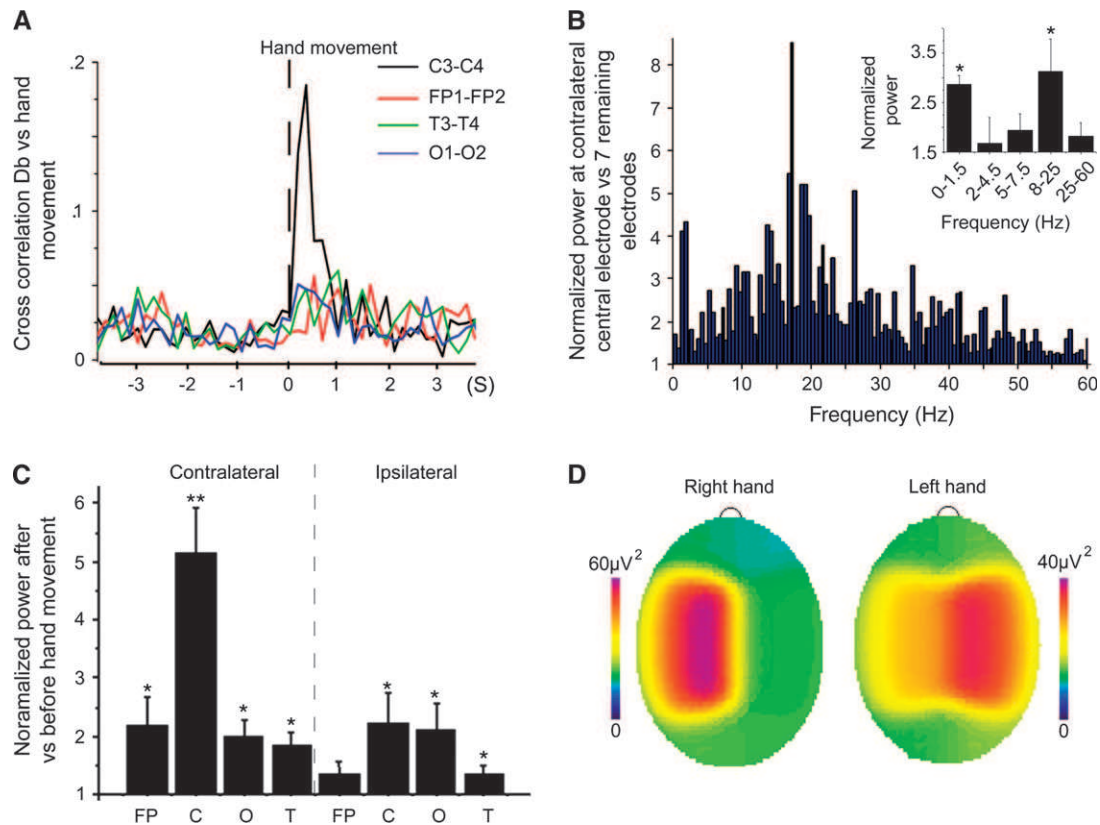 A
Hand movement
C3-C4
FP1-FP2
T3-T4
O1-O2
Cross correlation Db vs hand
movement
.2
.1
0
-3 -2 -1 0 1 2 3 (S)
B
Normalized power at contralateral
central electrode vs 7 remaining
electrodes
8
7
6
5
4
3
2
1
0 10 20 30 40 50 60
Frequency (Hz)
Normalized
power
3.5
2.5
1.5
* *
0-1.5 2-4.5 5-7.5 8-25 25-60
Frequency (Hz)
C
Contralateral Ipsilateral
Noramalized power after
vs before hand movement
6
5
4
3
2
1
* ** * * * * *
FP C O T FP C O T
D
Right hand Left hand
60µV2
0
40µV2
0